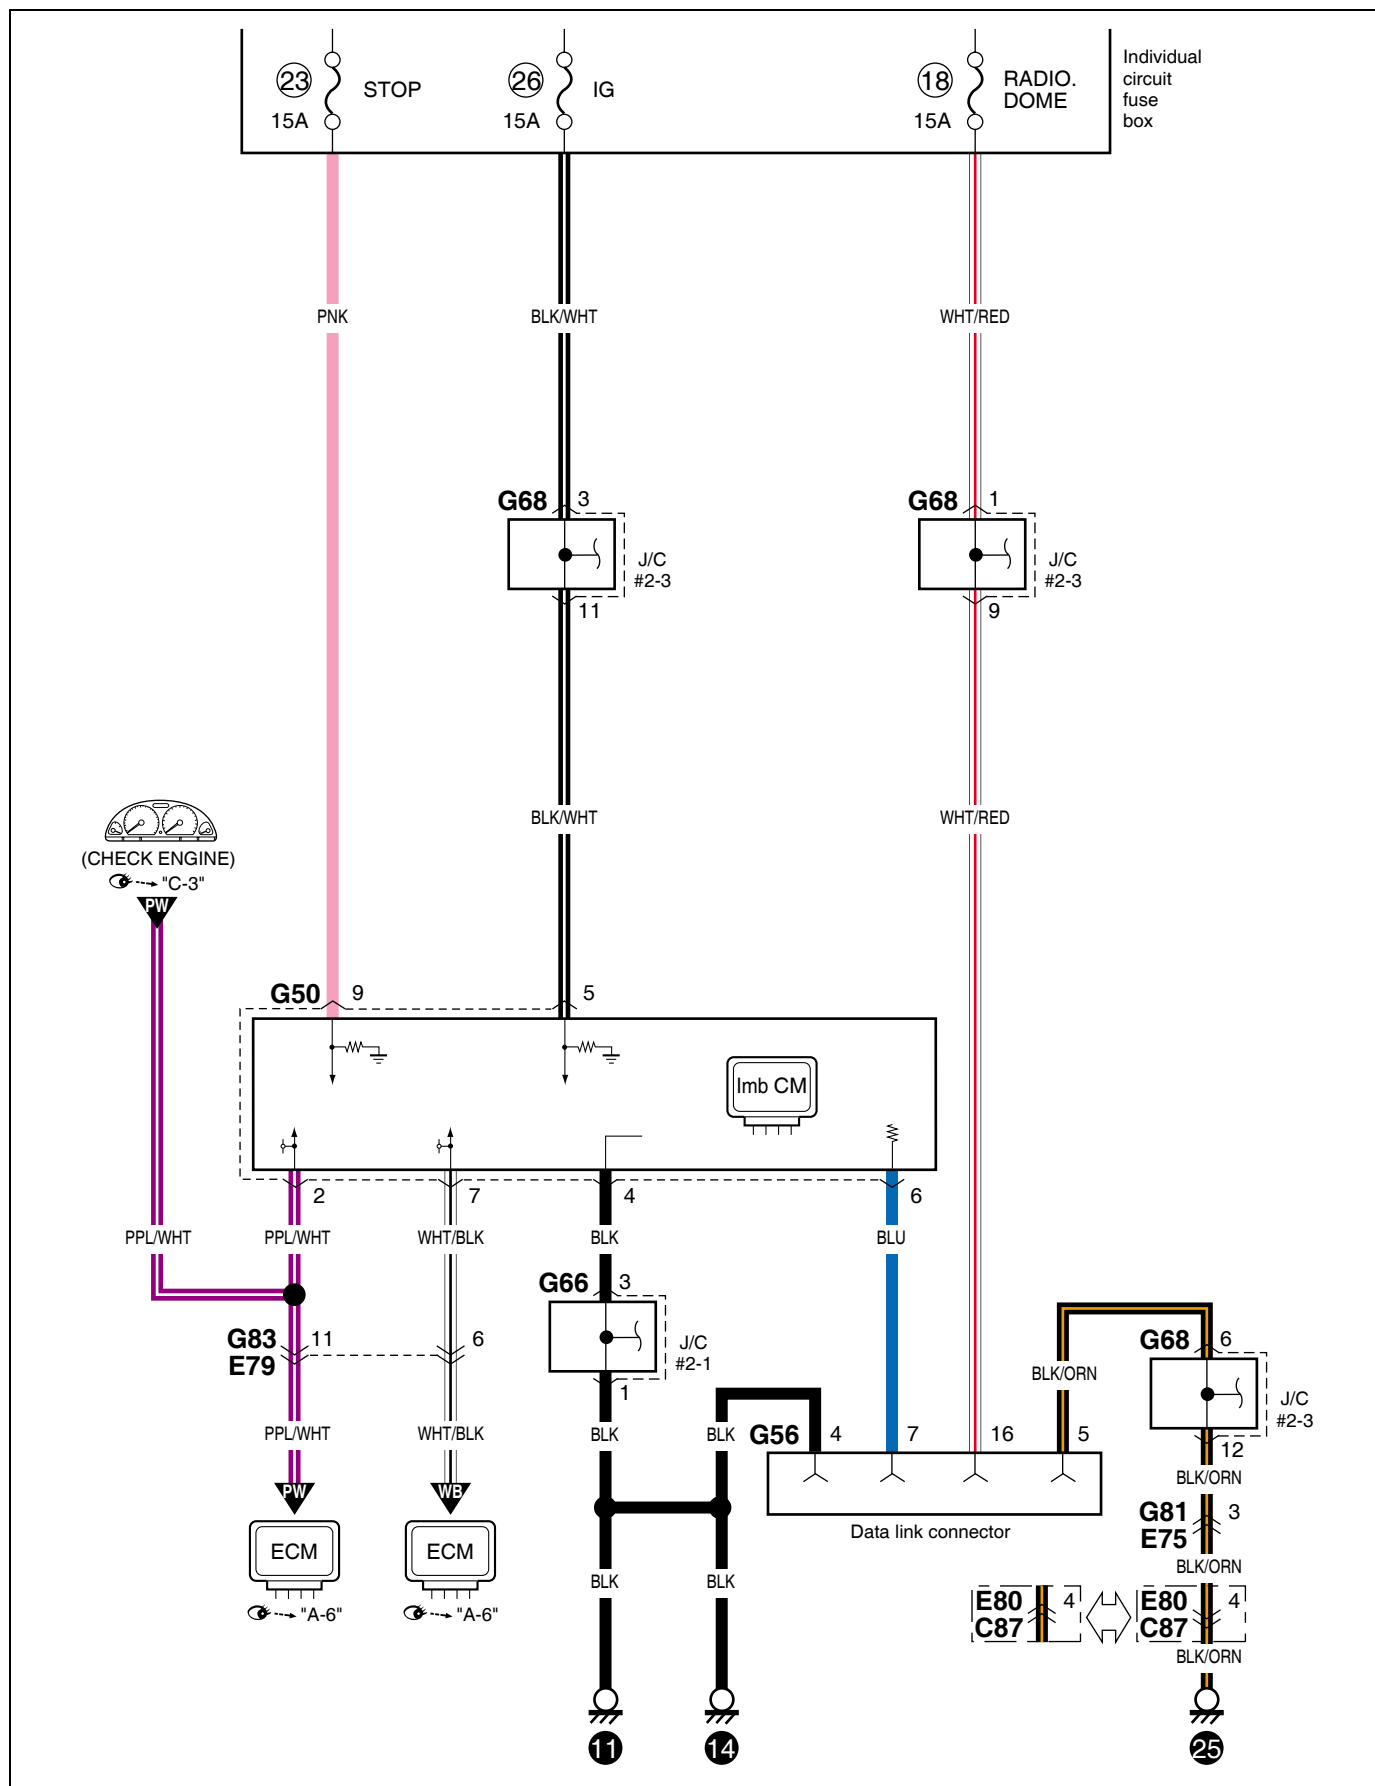 23
STOP
15A
26
IG
15A
18
RADIO.
DOME
15A
Individual
circuit
fuse
box
PNK
BLK/WHT
WHT/RED
G68
3
J/C
#2-3
11
G68
1
J/C
#2-3
9
BLK/WHT
WHT/RED
(CHECK ENGINE)
"C-3"
PW
G50
9
5
Imb CM
2
7
4
6
PPL/WHT
PPL/WHT
WHT/BLK
BLK
BLU
G66
3
J/C
#2-1
1
G83
E79
11
6
G68
6
J/C
#2-3
12
BLK/ORN
PPL/WHT
WHT/BLK
BLK
BLK
G56
4
7
16
5
Data link connector
BLK/ORN
PW
WB
ECM
ECM
"A-6"
"A-6"
G81
E75
3
BLK/ORN
BLK
BLK
E80
C87
4
E80
C87
4
BLK/ORN
11
14
25